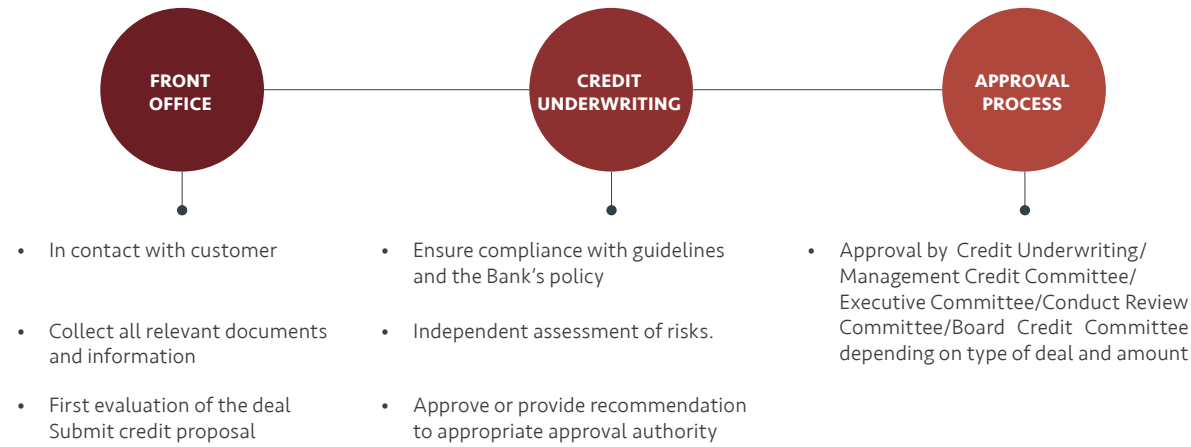 FRONT
OFFICE
CREDIT
UNDERWRITING
APPROVAL
PROCESS
• In contact with customer
• Collect all relevant documents
and information
• First evaluation of the deal
Submit credit proposal
• Ensure compliance with guidelines
and the Bank’s policy
• Independent assessment of risks.
• Approve or provide recommendation
to appropriate approval authority
• Approval by Credit Underwriting/
Management Credit Committee/
Executive Committee/Conduct Review
Committee/Board Credit Committee
depending on type of deal and amount